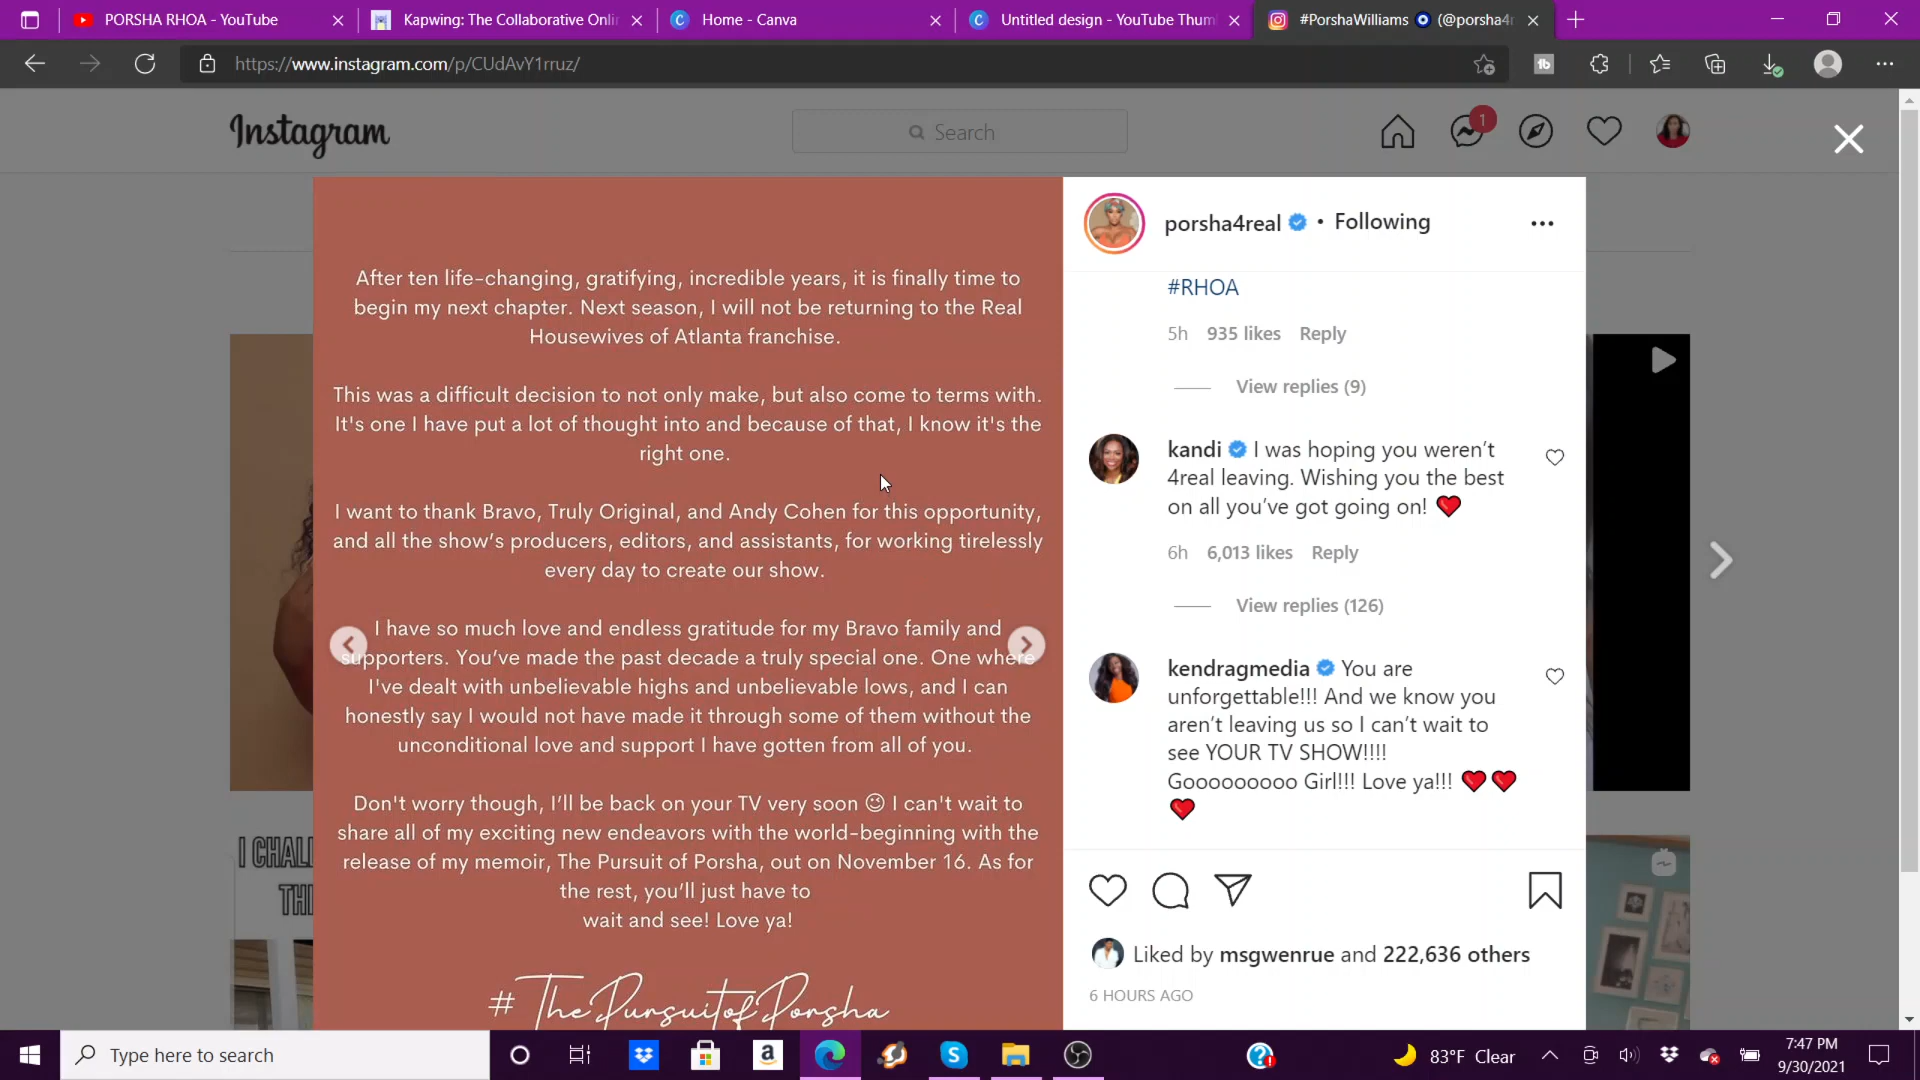 PORSHA RHOA - YouTube
Kapwing: The Collaborative Onli
Home - Canva
Untitled design - YouTube Thum
#PorshaWilliams 🧿 (@porsha4r
https://www.instagram.com/p/CUdAvY1rruz/
Instagram
Search
1
After ten life-changing, gratifying, incredible years, it is finally time to
begin my next chapter. Next season, I will not be returning to the Real
Housewives of Atlanta franchise.
This was a difficult decision to not only make, but also come to terms with.
It's one I have put a lot of thought into and because of that, I know it's the
right one.
I want to thank Bravo, Truly Original, and Andy Cohen for this opportunity,
and all the show's producers, editors, and assistants, for working tirelessly
every day to create our show.
I have so much love and endless gratitude for my Bravo family and
supporters. You've made the past decade a truly special one. One where
I've dealt with unbelievable highs and unbelievable lows, and I can
honestly say I would not have made it through some of them without the
unconditional love and support I have gotten from all of you.
Don't worry though, I'll be back on your TV very soon 😉 I can't wait to
share all of my exciting new endeavors with the world-beginning with the
release of my memoir, The Pursuit of Porsha, out on November 16. As for
the rest, you'll just have to
wait and see! Love ya!
#ThePursuitofPorsha
porsha4real • Following
#RHOA
5h 935 likes Reply
View replies (9)
kandi I was hoping you weren't
4real leaving. Wishing you the best
on all you've got going on! ❤️
6h 6,013 likes Reply
View replies (126)
kendragmedia You are
unforgettable!!! And we know you
aren't leaving us so I can't wait to
see YOUR TV SHOW!!!!
Gooooooooo Girl!!! Love ya!!! ❤️❤️
❤️
Liked by msgwenrue and 222,636 others
6 HOURS AGO
I CHALL
THI
Type here to search
83°F Clear
7:47 PM
9/30/2021